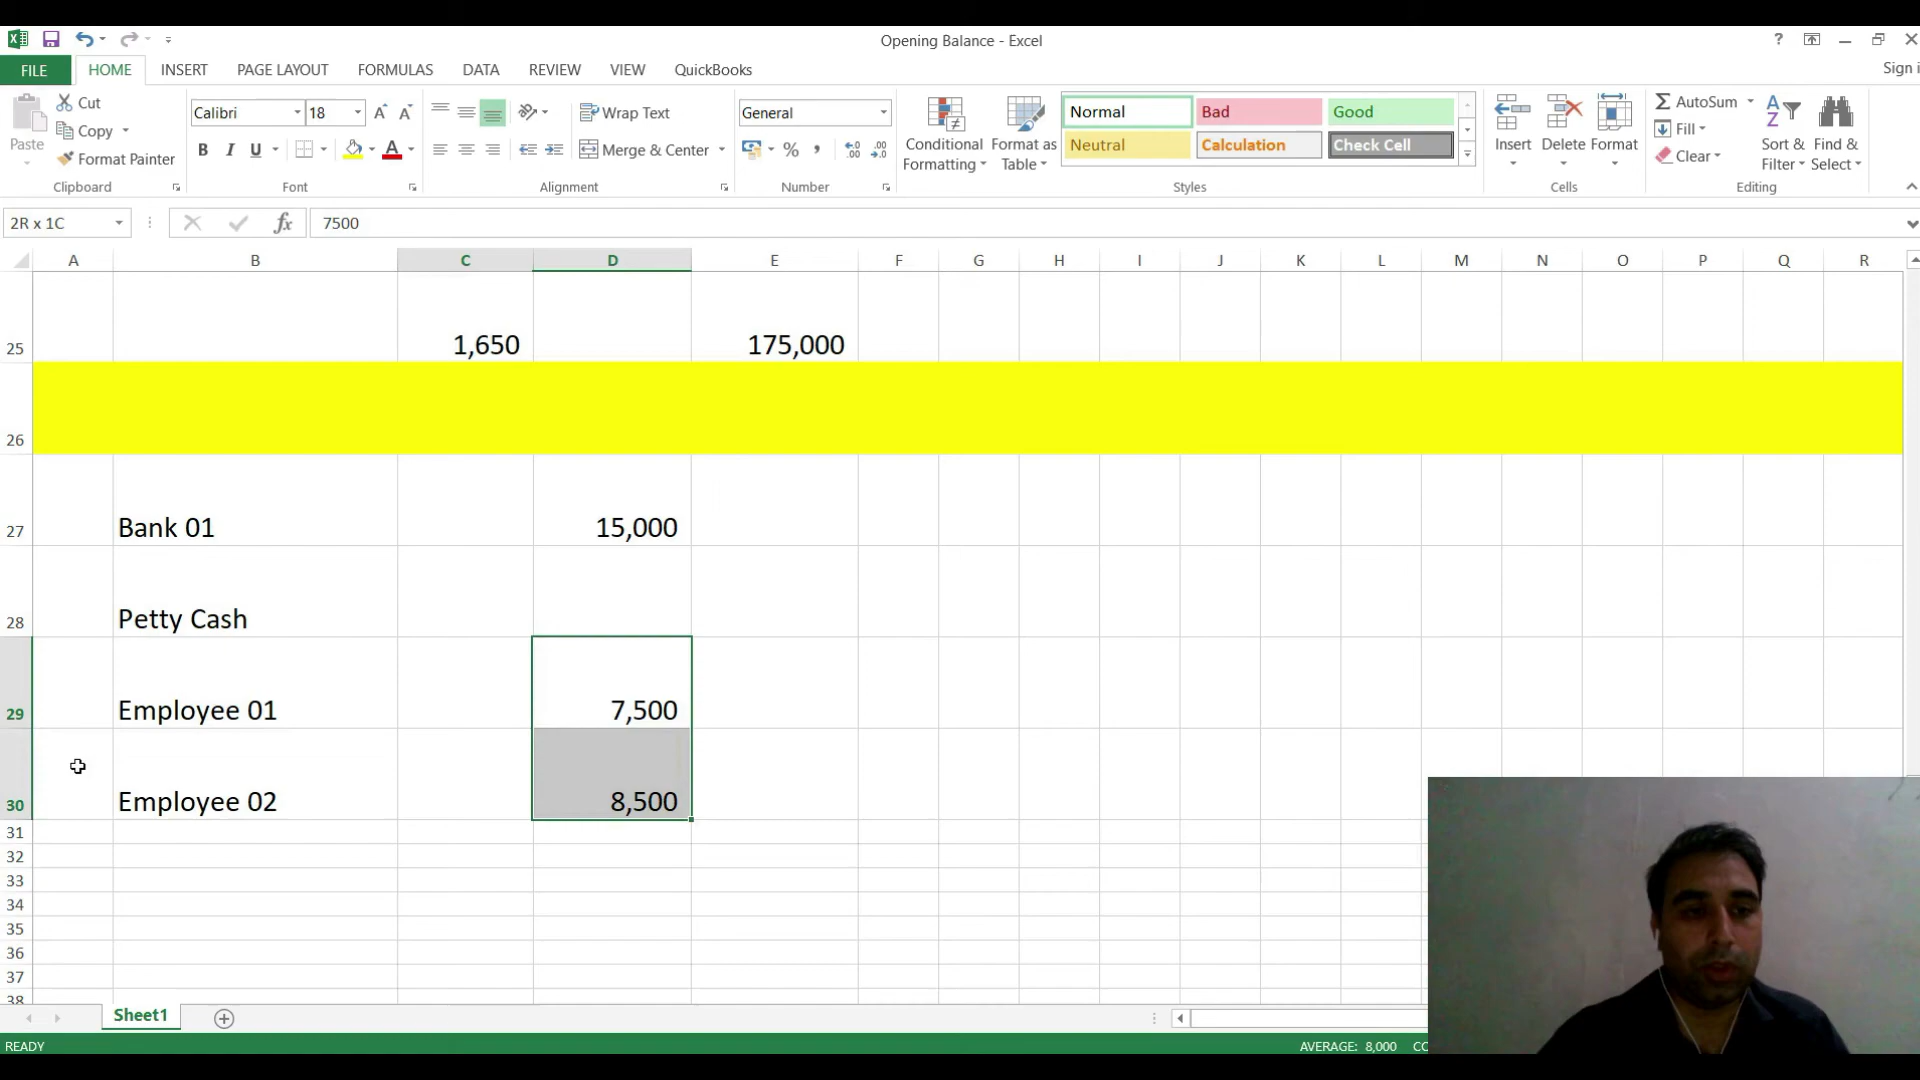 Opening Balance - Excel
?
Sign i
FILE HOME INSERT PAGE LAYOUT FORMULAS DATA REVIEW VIEW QuickBooks
Paste
Cut
Copy
Format Painter
Clipboard
Calibri 18
B I U A
Font
Wrap Text
Merge & Center
Alignment
General
% ,
Number
Conditional Formatting
Format as Table
Normal Bad Good
Neutral Calculation Check Cell
Styles
Insert Delete Format
Cells
AutoSum
Fill
Clear
Sort & Filter
Find & Select
Editing
2R x 1C fx 7500
A B C D E F G H I J K L M N O P Q R
25 1,650 175,000
26
27 Bank 01 15,000
28 Petty Cash
29 Employee 01 7,500
30 Employee 02 8,500
31
32
33
34
35
36
37
38
Sheet1
READY AVERAGE: 8,000